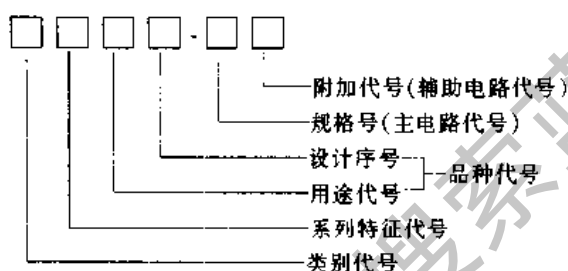 附加代号(辅助电路代号)
规格号(主电路代号)
设计序号
用途代号
品种代号
系列特征代号
类别代号
搜索